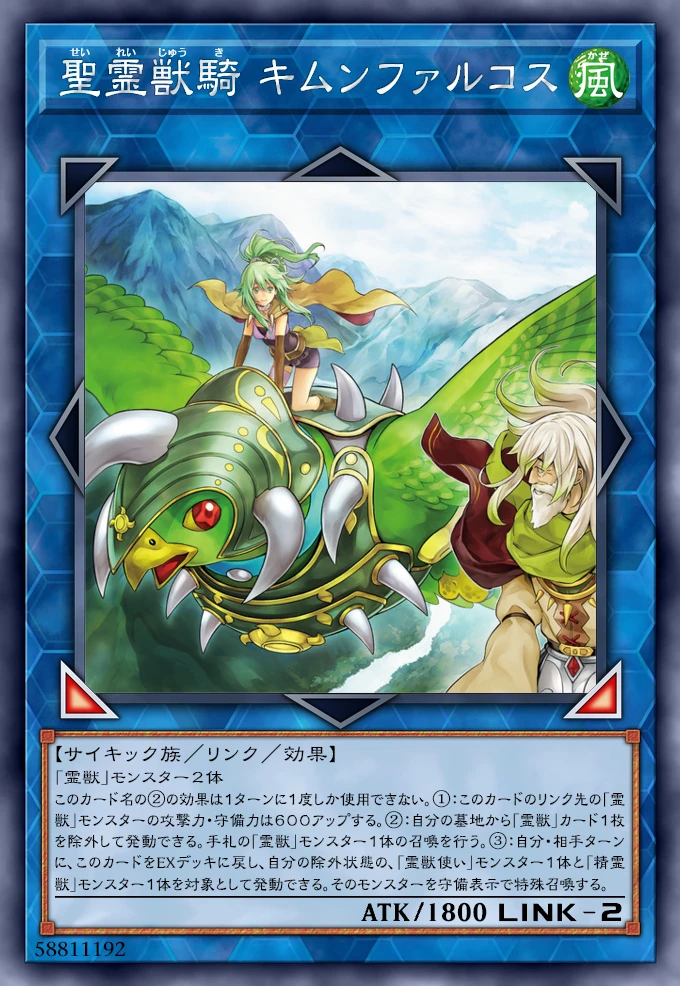 せい れい じゅう き
聖霊獣騎 キムンファルコス
かぜ
風
【サイキック族／リンク／効果】
「霊獣」モンスター２体
このカード名の②の効果は1ターンに1度しか使用できない。①：このカードのリンク先の「霊
獣」モンスターの攻撃力・守備力は６００アップする。②：自分の墓地から「霊獣」カード1枚
を除外して発動できる。手札の「霊獣」モンスター1体の召喚を行う。③：自分・相手ターン
に、このカードをEXデッキに戻し、自分の除外状態の、「霊獣使い」モンスター1体と「精霊
獣」モンスター1体を対象として発動できる。そのモンスターを守備表示で特殊召喚する。
ATK/1800 LINK-2
58811192